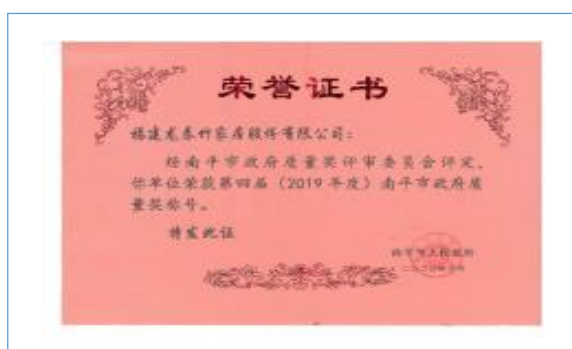 荣誉证书
福建龙泰竹家居股份有限公司：
经南平市政府质量奖评审委员会评定，
你单位荣获第四届（2019年度）南平市政府质
量奖称号。
特发此证
南平市人民政府